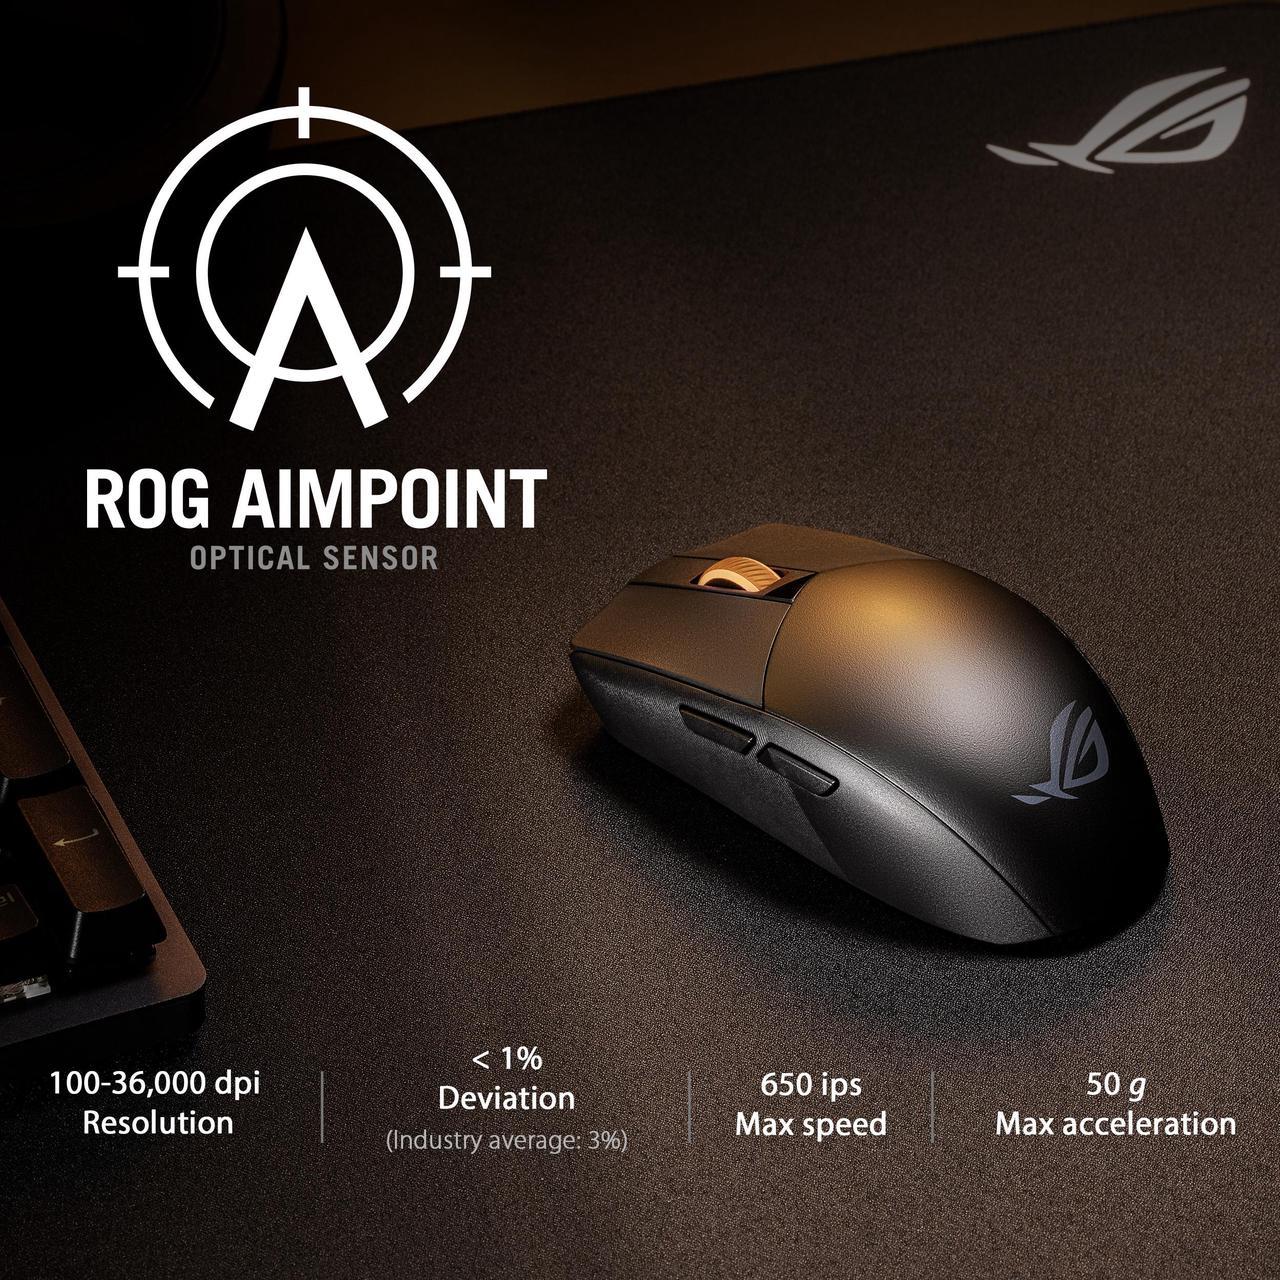 ROG AIMPOINT
OPTICAL SENSOR
100-36,000 dpi
Resolution
< 1%
Deviation
(Industry average: 3%)
650 ips
Max speed
50 g
Max acceleration